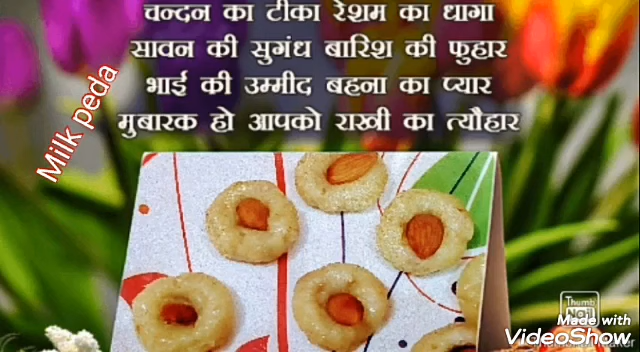 चन्दन का टीका रेशम का धागा
सावन की सुगंध बारिश की फुहार
भाई की उम्मीद बहना का प्यार
मुबारक हो आपको राखी का त्यौहार
Milk peda
Made with
VideoShow